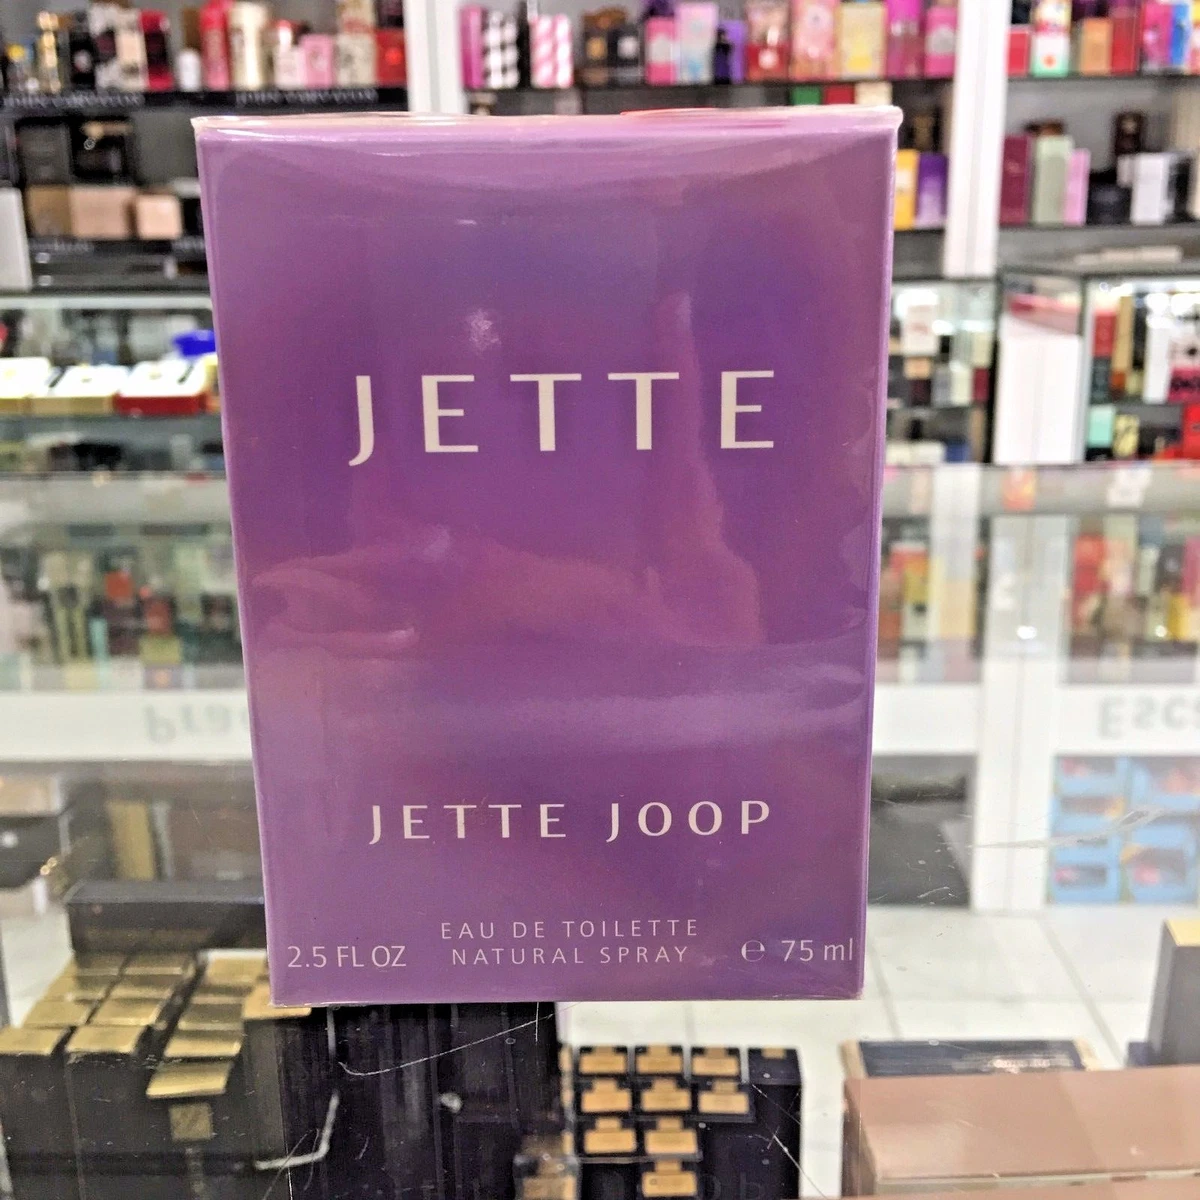 JETTE
JETTE JOOP
EAU DE TOILETTE
2.5 FL OZ NATURAL SPRAY ℮ 75 ml